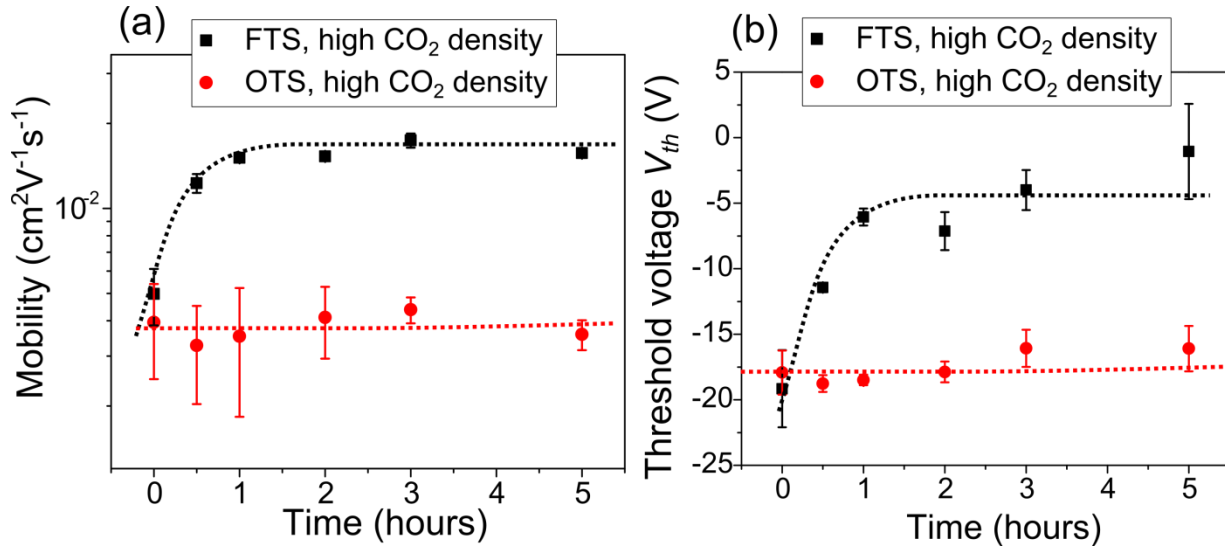 (a)
FTS, high CO₂ density
OTS, high CO₂ density
Mobility (cm²V⁻¹s⁻¹)
10⁻²
0 1 2 3 4 5
Time (hours)
(b)
FTS, high CO₂ density
OTS, high CO₂ density
Threshold voltage Vth (V)
5
0
-5
-10
-15
-20
-25
0 1 2 3 4 5
Time (hours)